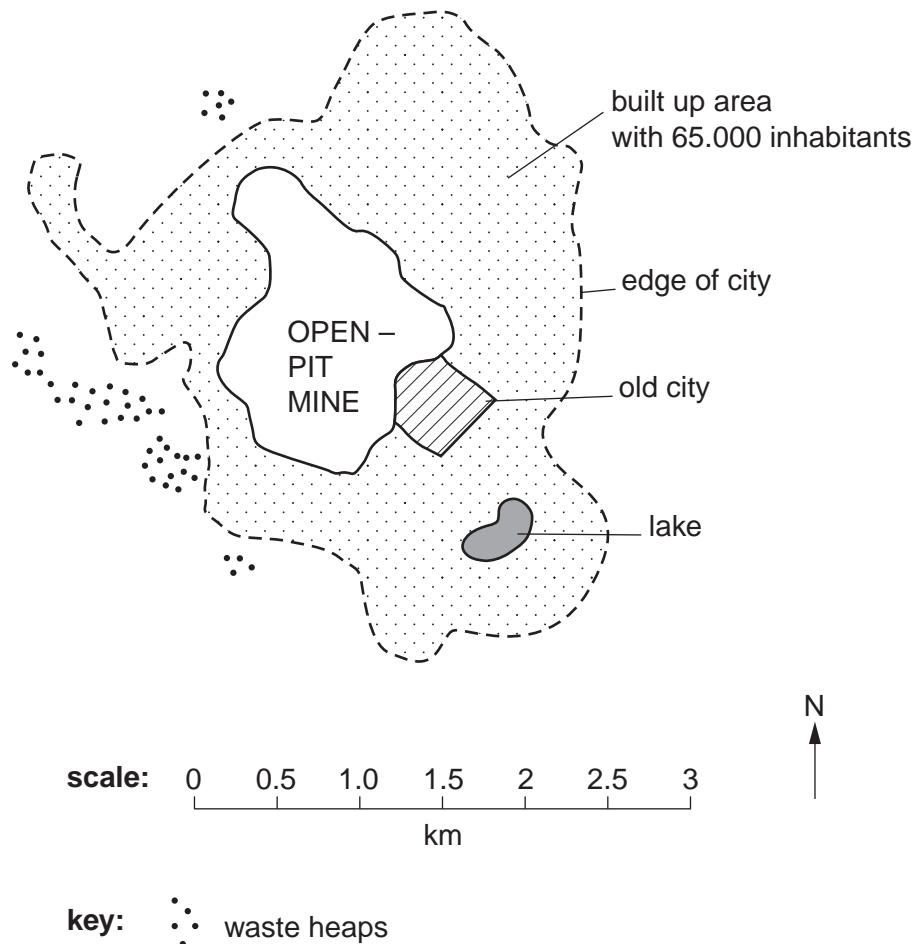 built up area
with 65.000 inhabitants
edge of city
OPEN –
PIT
MINE
old city
lake
N
scale: 0 0.5 1.0 1.5 2 2.5 3
km
key: waste heaps